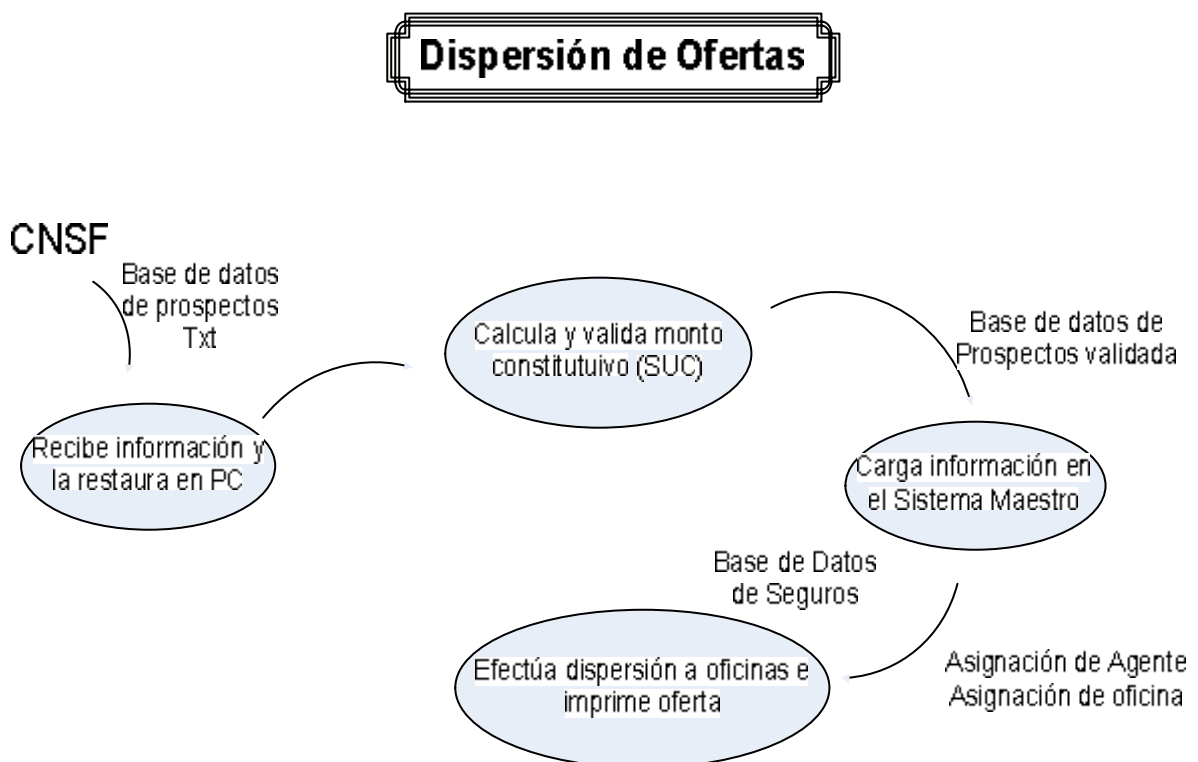 Dispersión de Ofertas
CNSF
Base de datos
de prospectos
Txt
Recibe información y
la restaura en PC
Calcula y valida monto
constitutuivo (SUC)
Base de datos de
Prospectos validada
Carga información en
el Sistema Maestro
Base de Datos
de Seguros
Asignación de Agente
Asignación de oficina
Efectúa dispersión a oficinas e
imprime oferta